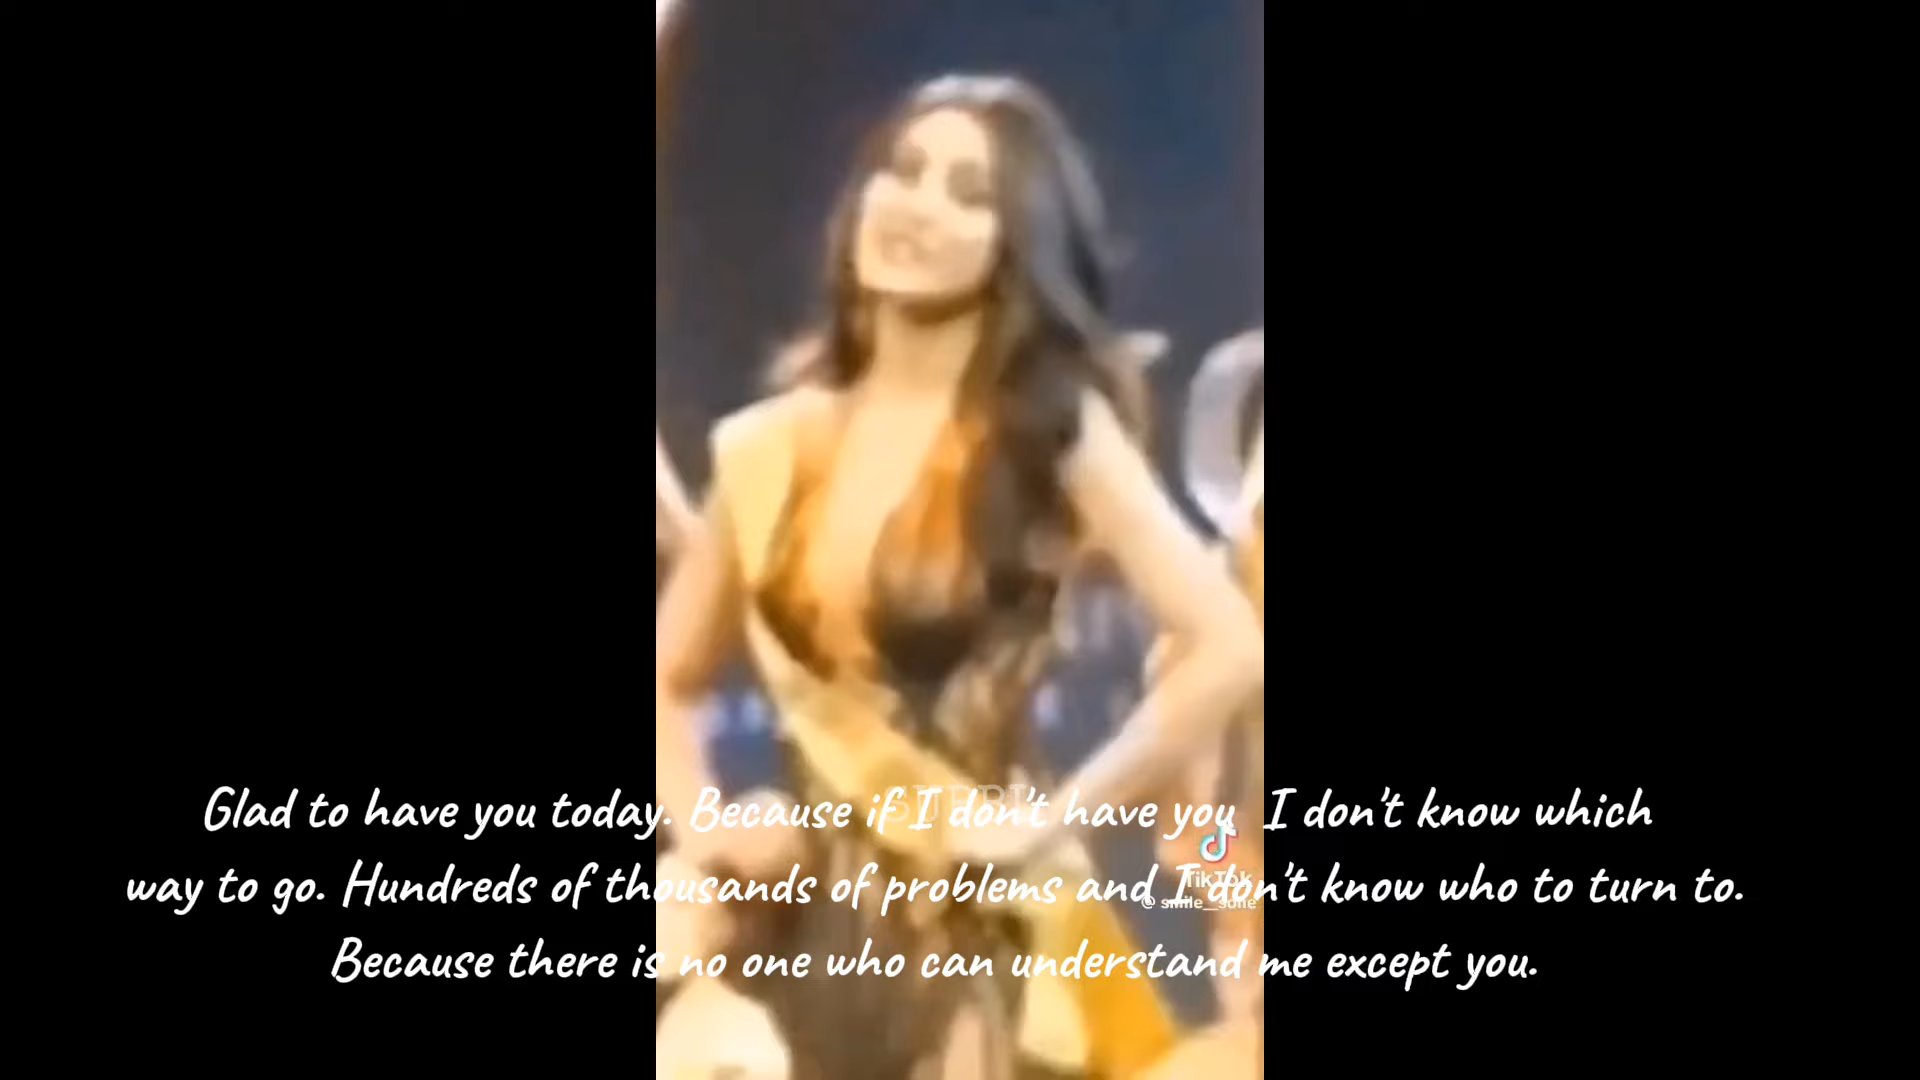 Glad to have you today. Because if I don't have you I don't know which
way to go. Hundreds of thousands of problems and I don't know who to turn to.
Because there is no one who can understand me except you.
TikTok